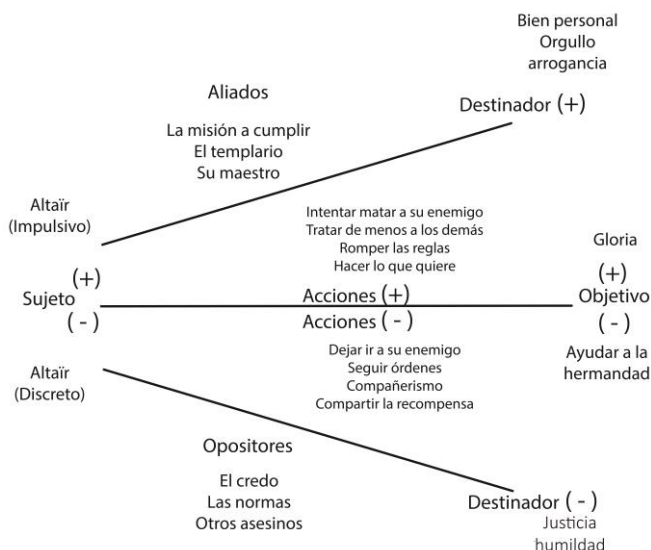 Bien personal
Orgullo
arrogancia
Aliados
Destinador (+)
La misión a cumplir
El templario
Su maestro
Altaïr
(Impulsivo)
Intentar matar a su enemigo
Tratar de menos a los demás
Romper las reglas
Hacer lo que quiere
Gloria
(+)
(+)
Sujeto
Acciones (+)
Objetivo
(-)
Acciones (-)
(-)
Altaïr
(Discreto)
Dejar ir a su enemigo
Seguir órdenes
Compañerismo
Compartir la recompensa
Ayudar a la
hermandad
Opositores
El credo
Las normas
Otros asesinos
Destinador (-)
Justicia
humildad